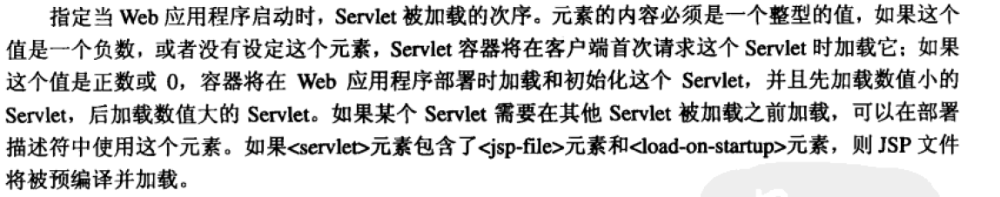 指定当 Web 应用程序启动时，Servlet 被加载的次序。元素的内容必须是一个整型的值，如果这个
值是一个负数，或者没有设定这个元素，Servlet 容器将在客户端首次请求这个 Servlet 时加载它；如果
这个值是正数或 0，容器将在 Web 应用程序部署时加载和初始化这个 Servlet，并且先加载数值小的
Servlet，后加载数值大的 Servlet。如果某个 Servlet 需要在其他 Servlet 被加载之前加载，可以在部署
描述符中使用这个元素。如果<servlet>元素包含了<jsp-file>元素和<load-on-startup>元素，则 JSP 文件
将被预编译并加载。